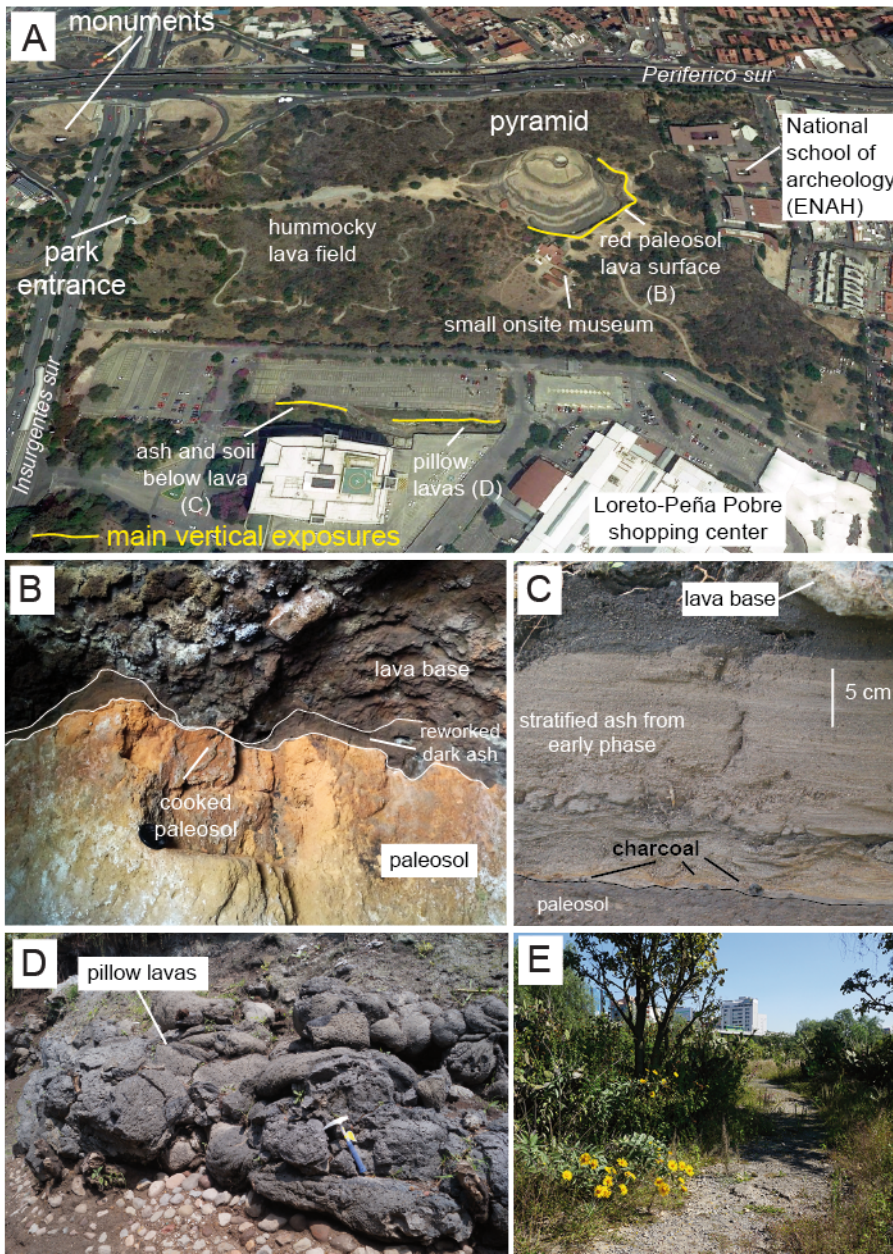 A
monuments
Periferico sur
pyramid
National
school of
archeology
(ENAH)
park
entrance
hummocky
lava field
red paleosol
lava surface
(B)
small onsite museum
Insurgentes sur
ash and soil
below lava
(C)
pillow
lavas (D)
Loreto-Peña Pobre
shopping center
main vertical exposures
B
lava base
reworked
dark ash
cooked
paleosol
paleosol
C
lava base
5 cm
stratified ash from
early phase
charcoal
paleosol
D
pillow lavas
E